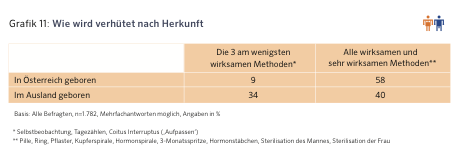 Grafik 11: Wie wird verhütet nach Herkunft
Die 3 am wenigsten wirksamen Methoden*
Alle wirksamen und sehr wirksamen Methoden**
In Österreich geboren 9 58
Im Ausland geboren 34 40
Basis: Alle Befragten, n=1.782, Mehrfachantworten möglich, Angaben in %
* Selbstbeobachtung, Tagezählen, Coitus Interruptus (‚Aufpassen‘)
** Pille, Ring, Pflaster, Kupferspirale, Hormonspirale, 3-Monatsspritze, Hormonstäbchen, Sterilisation des Mannes, Sterilisation der Frau